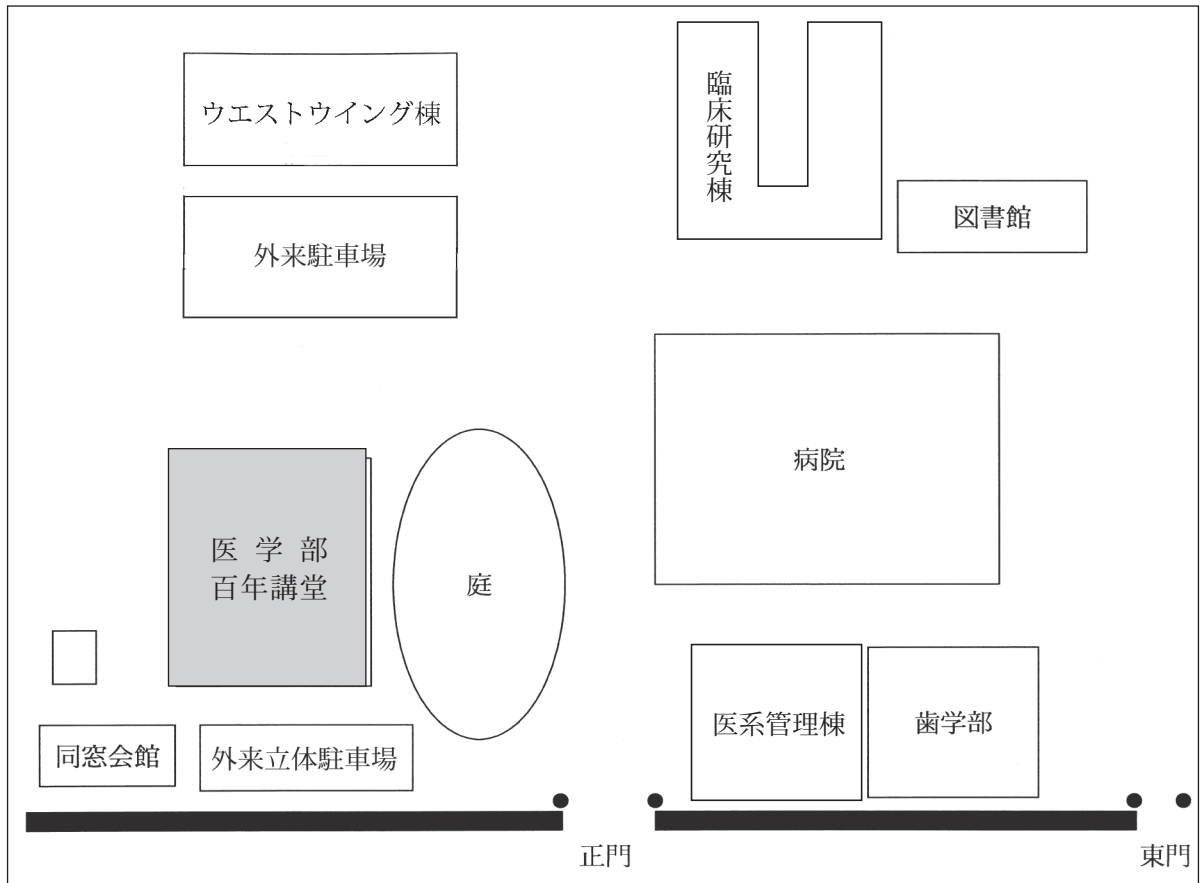 ウエストウイング棟
臨床研究棟
図書館
外来駐車場
病院
医学部
百年講堂
庭
医系管理棟
歯学部
同窓会館
外来立体駐車場
正門
東門